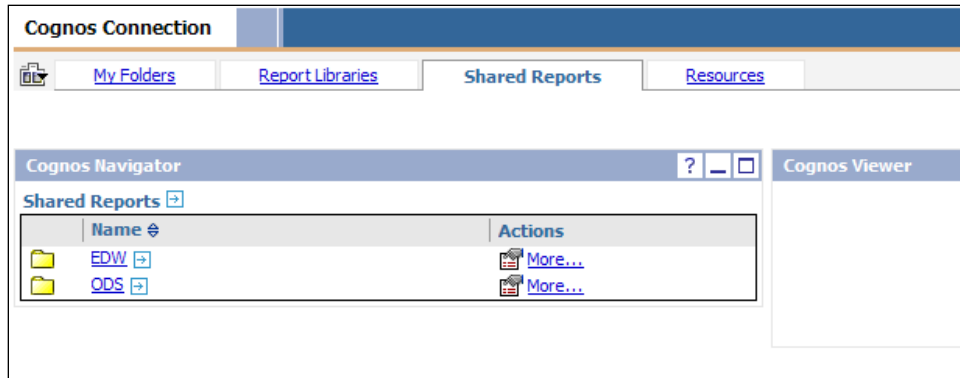 Cognos Connection
My Folders Report Libraries Shared Reports Resources
Cognos Navigator ? Cognos Viewer
Shared Reports
Name Actions
EDW More...
ODS More...